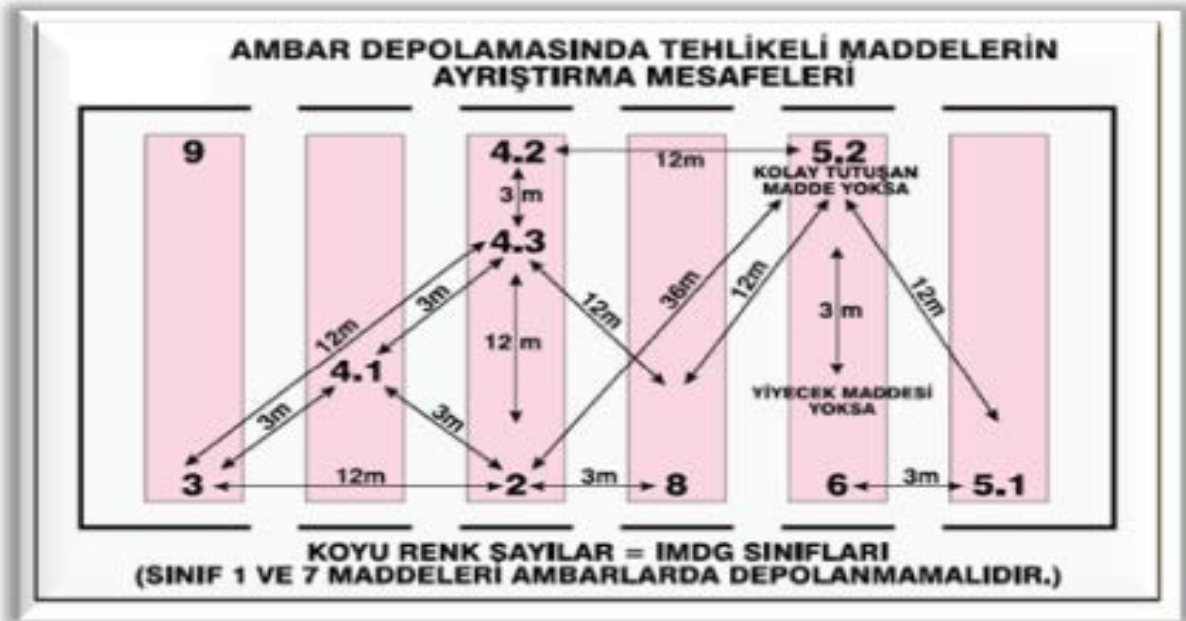 AMBAR DEPOLAMASINDA TEHLİKELİ MADDELERİN
AYRIŞTIRMA MESAFELERİ
9
4.2
12m
5.2
KOLAY TUTUŞAN
MADDE YOKSA
3 m
4.3
12m
3m
12 m
12m
36m
12m
3 m
12m
4.1
3m
3m
YİYECEK MADDESİ
YOKSA
3
12m
2
3m
8
6
3m
5.1
KOYU RENK SAYILAR = IMDG SINIFLARI
(SINIF 1 VE 7 MADDELERİ AMBARLARDA DEPOLANMAMALIDIR.)